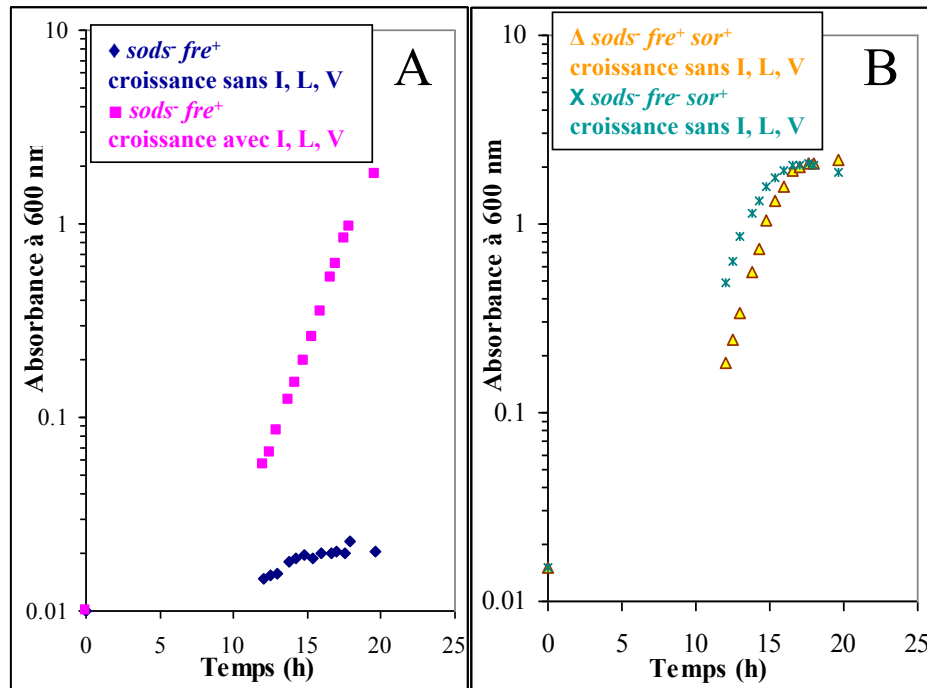 ◆ sods⁻ fre⁺
croissance sans I, L, V
■ sods⁻ fre⁺
croissance avec I, L, V
A
Absorbance à 600 nm
10
1
0.1
0.01
0 5 10 15 20 25
Temps (h)
Δ sods⁻ fre⁺ sor⁺
croissance sans I, L, V
X sods⁻ fre⁻ sor⁺
croissance sans I, L, V
B
Absorbance à 600 nm
10
1
0.1
0.01
0 5 10 15 20 25
Temps (h)